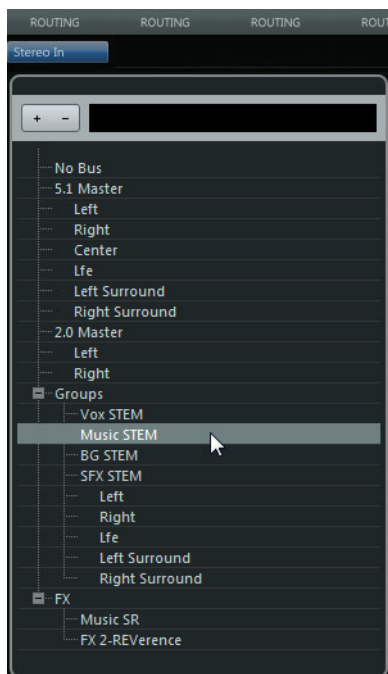 ROUTING ROUTING ROUTING ROUT
Stereo In
+ -
No Bus
5.1 Master
Left
Right
Center
Lfe
Left Surround
Right Surround
2.0 Master
Left
Right
Groups
Vox STEM
Music STEM
BG STEM
SFX STEM
Left
Right
Lfe
Left Surround
Right Surround
FX
Music SR
FX 2-REVerence